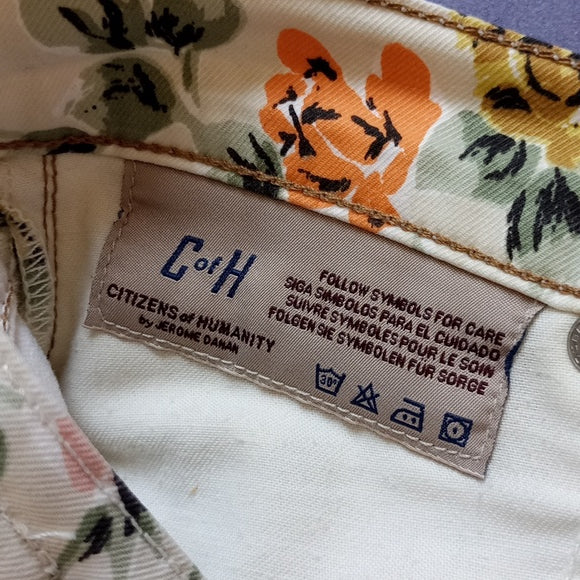 C of H
CITIZENS of HUMANITY
by JEROME DAHAN
FOLLOW SYMBOLS FOR CARE
SIGA SIMBOLOS PARA EL CUIDADO
SUIVRE SYMBOLES POUR LE SOIN
FOLGEN SIE SYMBOLEN FUR SORGE
30°